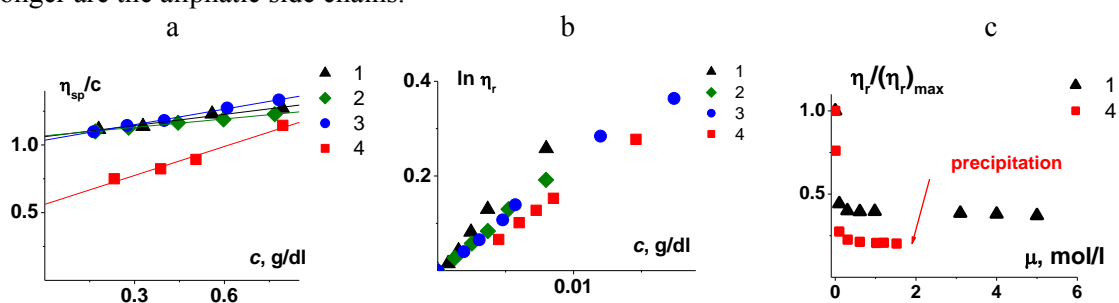 onger are the aliphatic side chains.
a b c
η_sp/c
1
2
3
4
1.0
0.5
0.3 0.6
c, g/dl
ln η_r
0.4
0.2
0.01
c, g/dl
1
2
3
4
η_r/(η_r)_max
1
4
1.0
0.5
0
precipitation
0 2 4 6
μ, mol/l